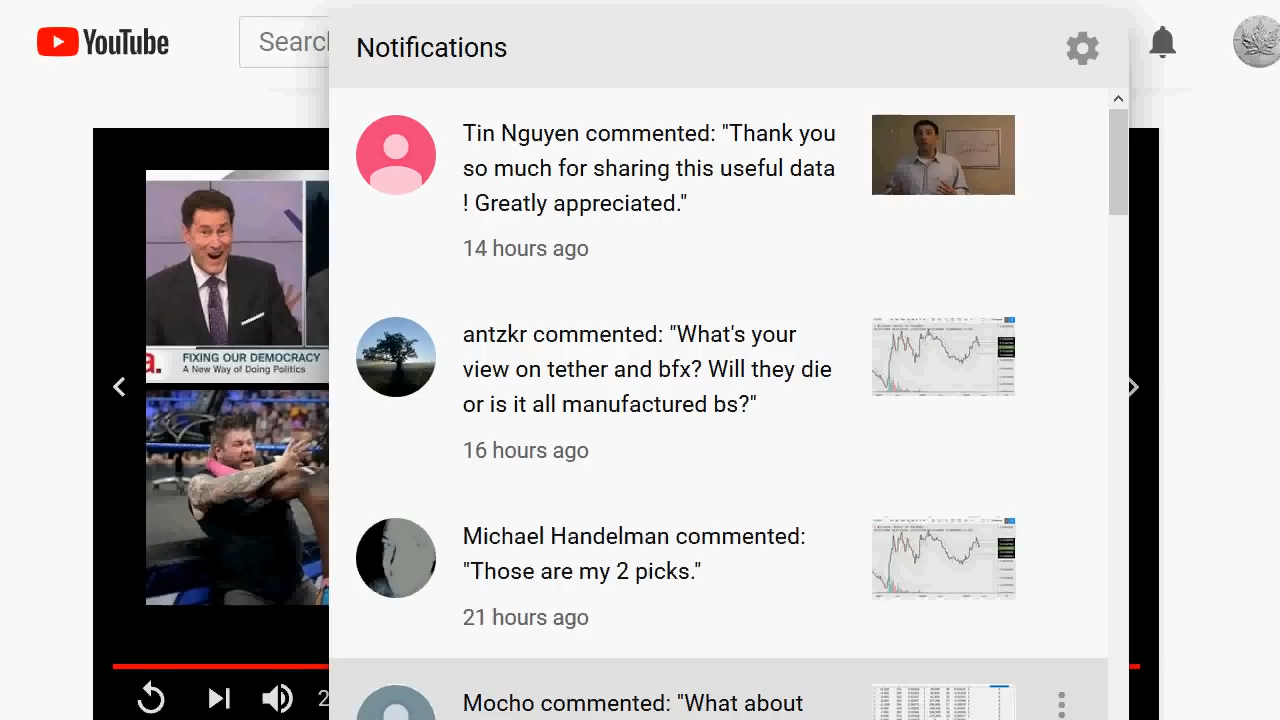 YouTube
Search
Notifications
Tin Nguyen commented: "Thank you
so much for sharing this useful data
! Greatly appreciated."
14 hours ago
antzkr commented: "What's your
view on tether and bfx? Will they die
or is it all manufactured bs?"
16 hours ago
Michael Handelman commented:
"Those are my 2 picks."
21 hours ago
Mocho commented: "What about
a.
FIXING OUR DEMOCRACY
A New Way of Doing Politics
2